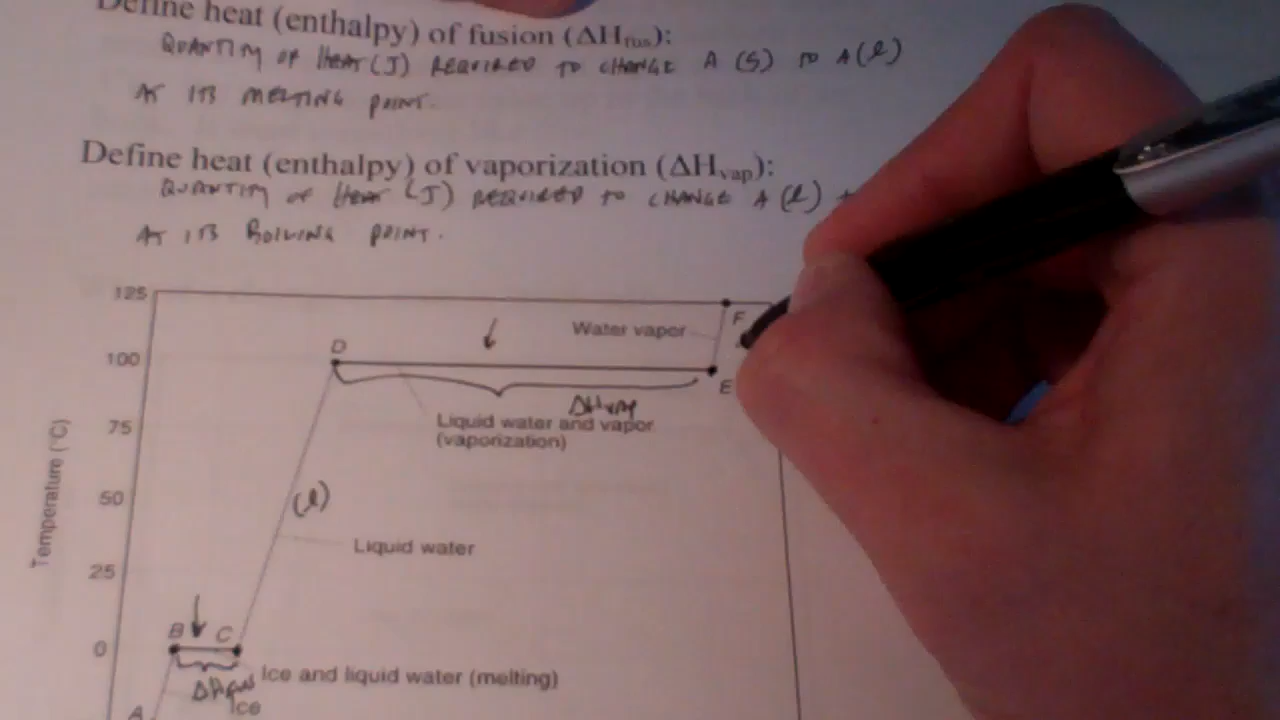 Define heat (enthalpy) of fusion (ΔHfus):
QUANTITY OF HEAT (J) REQUIRED TO CHANGE A (S) TO A(l)
AT ITS MELTING POINT.
Define heat (enthalpy) of vaporization (ΔHvap):
QUANTITY OF HEAT (J) REQUIRED TO CHANGE A (l)
AT ITS BOILING POINT.
125
F
Water vapor
D
100
E
ΔHvap
Liquid water and vapor
(vaporization)
75
Temperature (°C)
50
(l)
Liquid water
25
B C
0
Ice and liquid water (melting)
ΔHfus
Ice
A